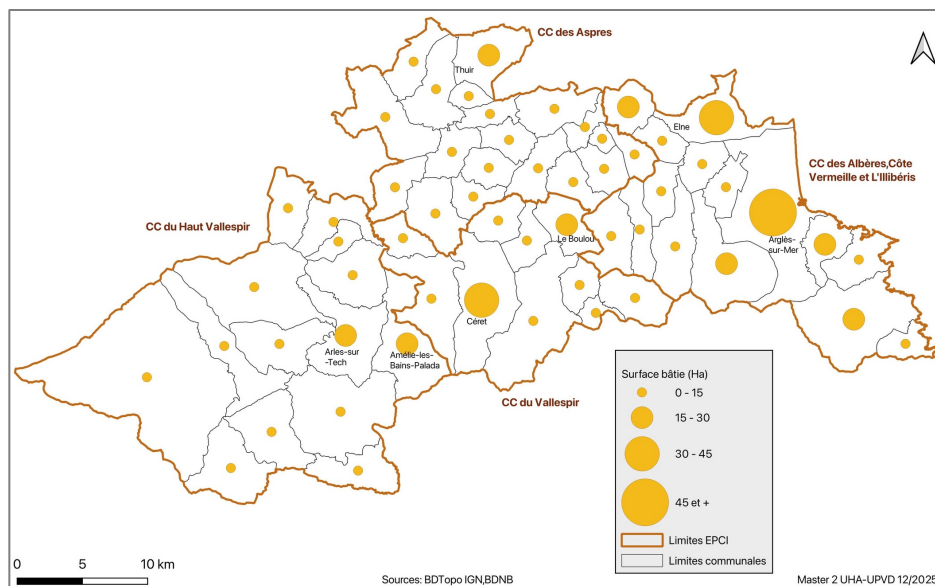 CC des Aspres
Thuir
Elne
CC des Albères,Côte
Vermeille et L'Illibéris
CC du Haut Vallespir
Le Boulou
Arglès-
sur-Mer
Céret
Arles-sur
-Tech
Amélie-les-
Bains-Palada
CC du Vallespir
Surface bâtie (Ha)
0 - 15
15 - 30
30 - 45
45 et +
Limites EPCI
Limites communales
0 5 10 km
Sources: BDTopo IGN,BDNB
Master 2 UHA-UPVD 12/2025